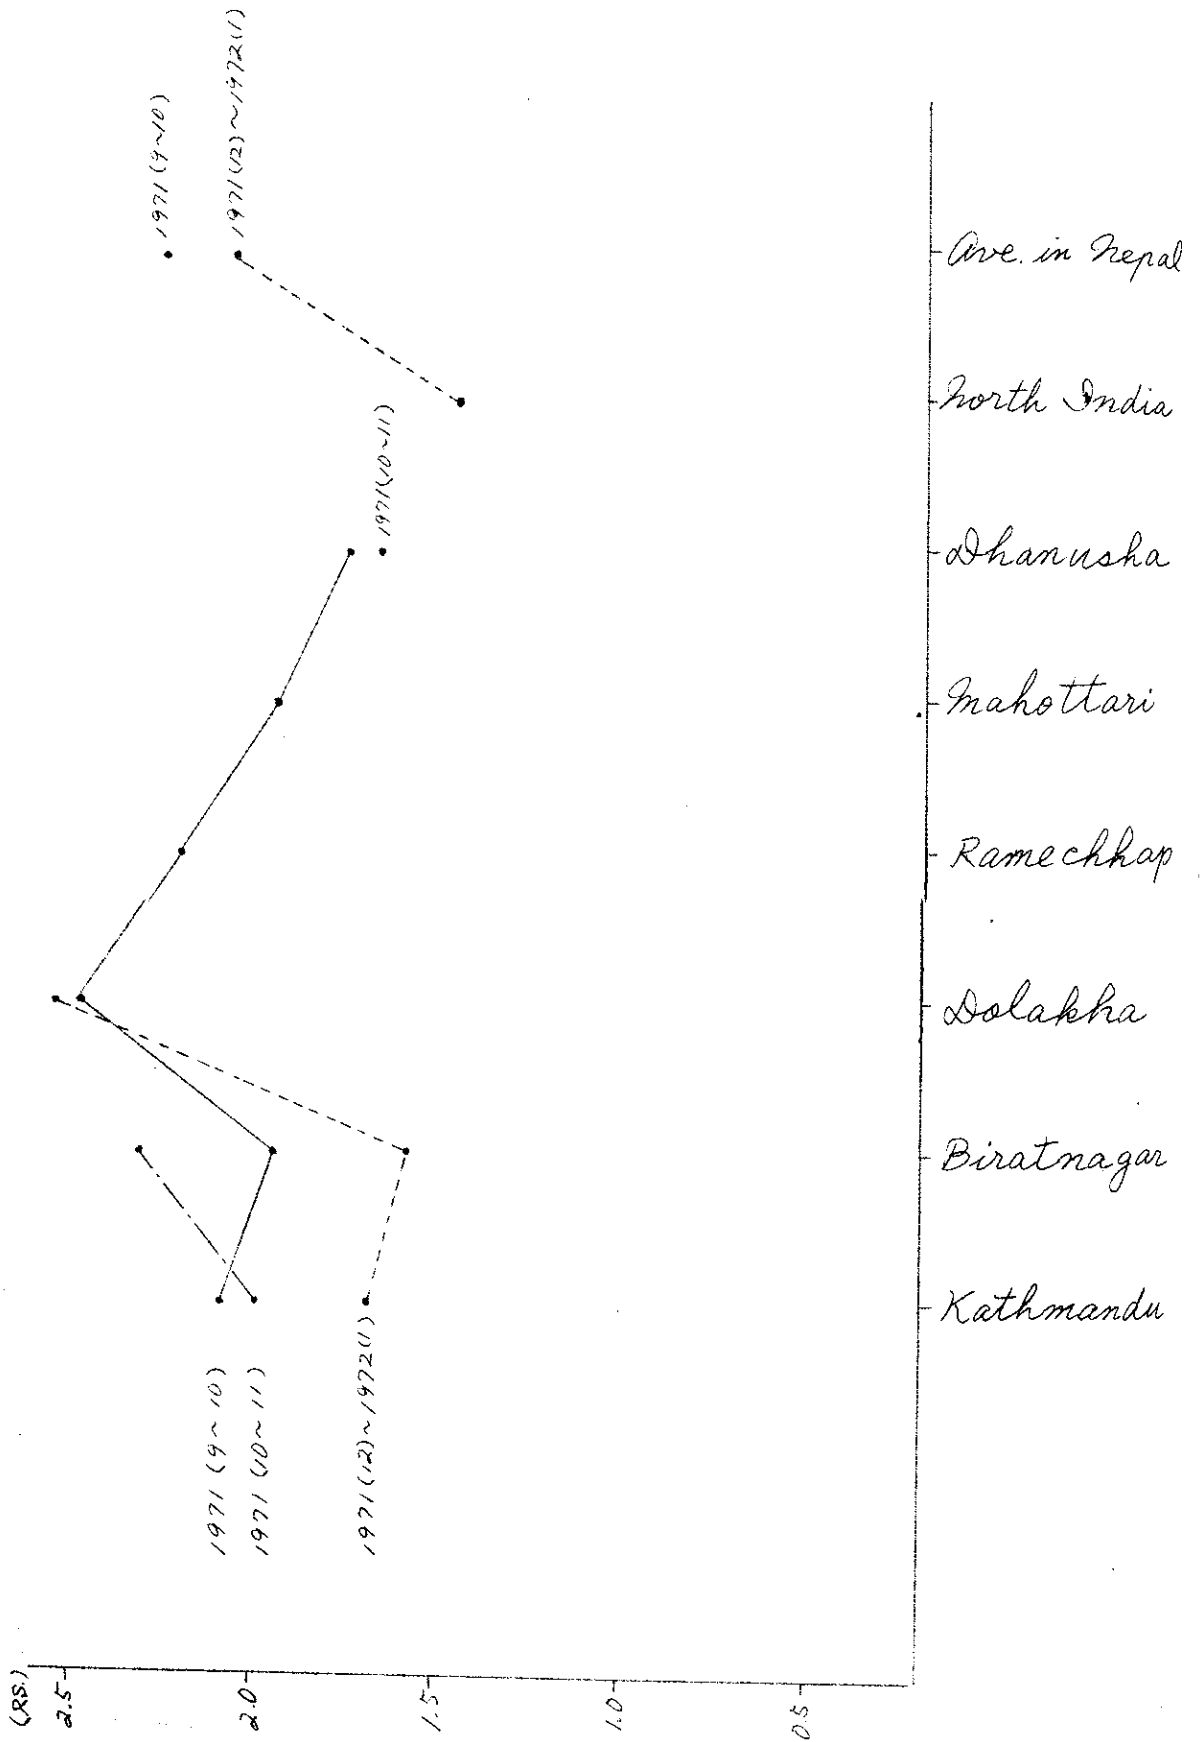 (RS.)
2.5
2.0
1.5
1.0
0.5
1971 (9~10)
1971 (10~11)
1971 (12)~1972(1)
1971 (10~11)
1971 (9~10)
1971 (12)~1972(1)
Kathmandu
Biratnagar
Dolakha
Ramechhap
Mahottari
Dhanusha
North India
Ave. in Nepal